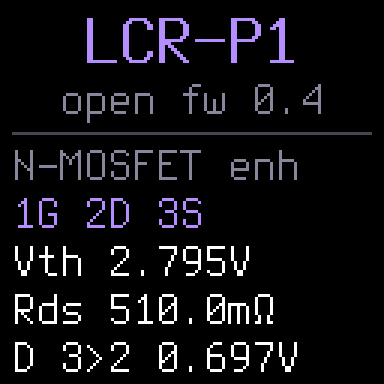 LCR-P1
open fw 0.4
N-MOSFET enh
1G 2D 3S
Vth 2.795V
Rds 510.0mΩ
D 3>2 0.697V